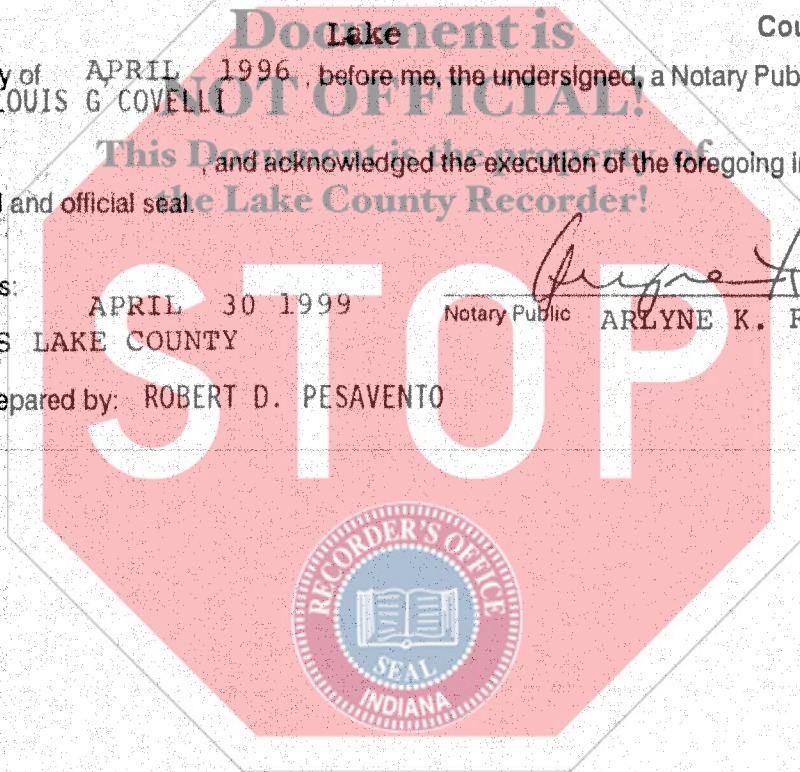 Document is
Lake
Cou
y of APRIL 1996, before me, the undersigned, a Notary Pub
NOT OFFICIAL!
LOUIS G COVELLI
This Document is the property of
, and acknowledged the execution of the foregoing in
the Lake County Recorder!
l and official seal.
s:
APRIL 30 1999
Notary Public ARLYNE K. F
S LAKE COUNTY
epared by: ROBERT D. PESAVENTO
STOP
RECORDER'S OFFICE
SEAL
INDIANA